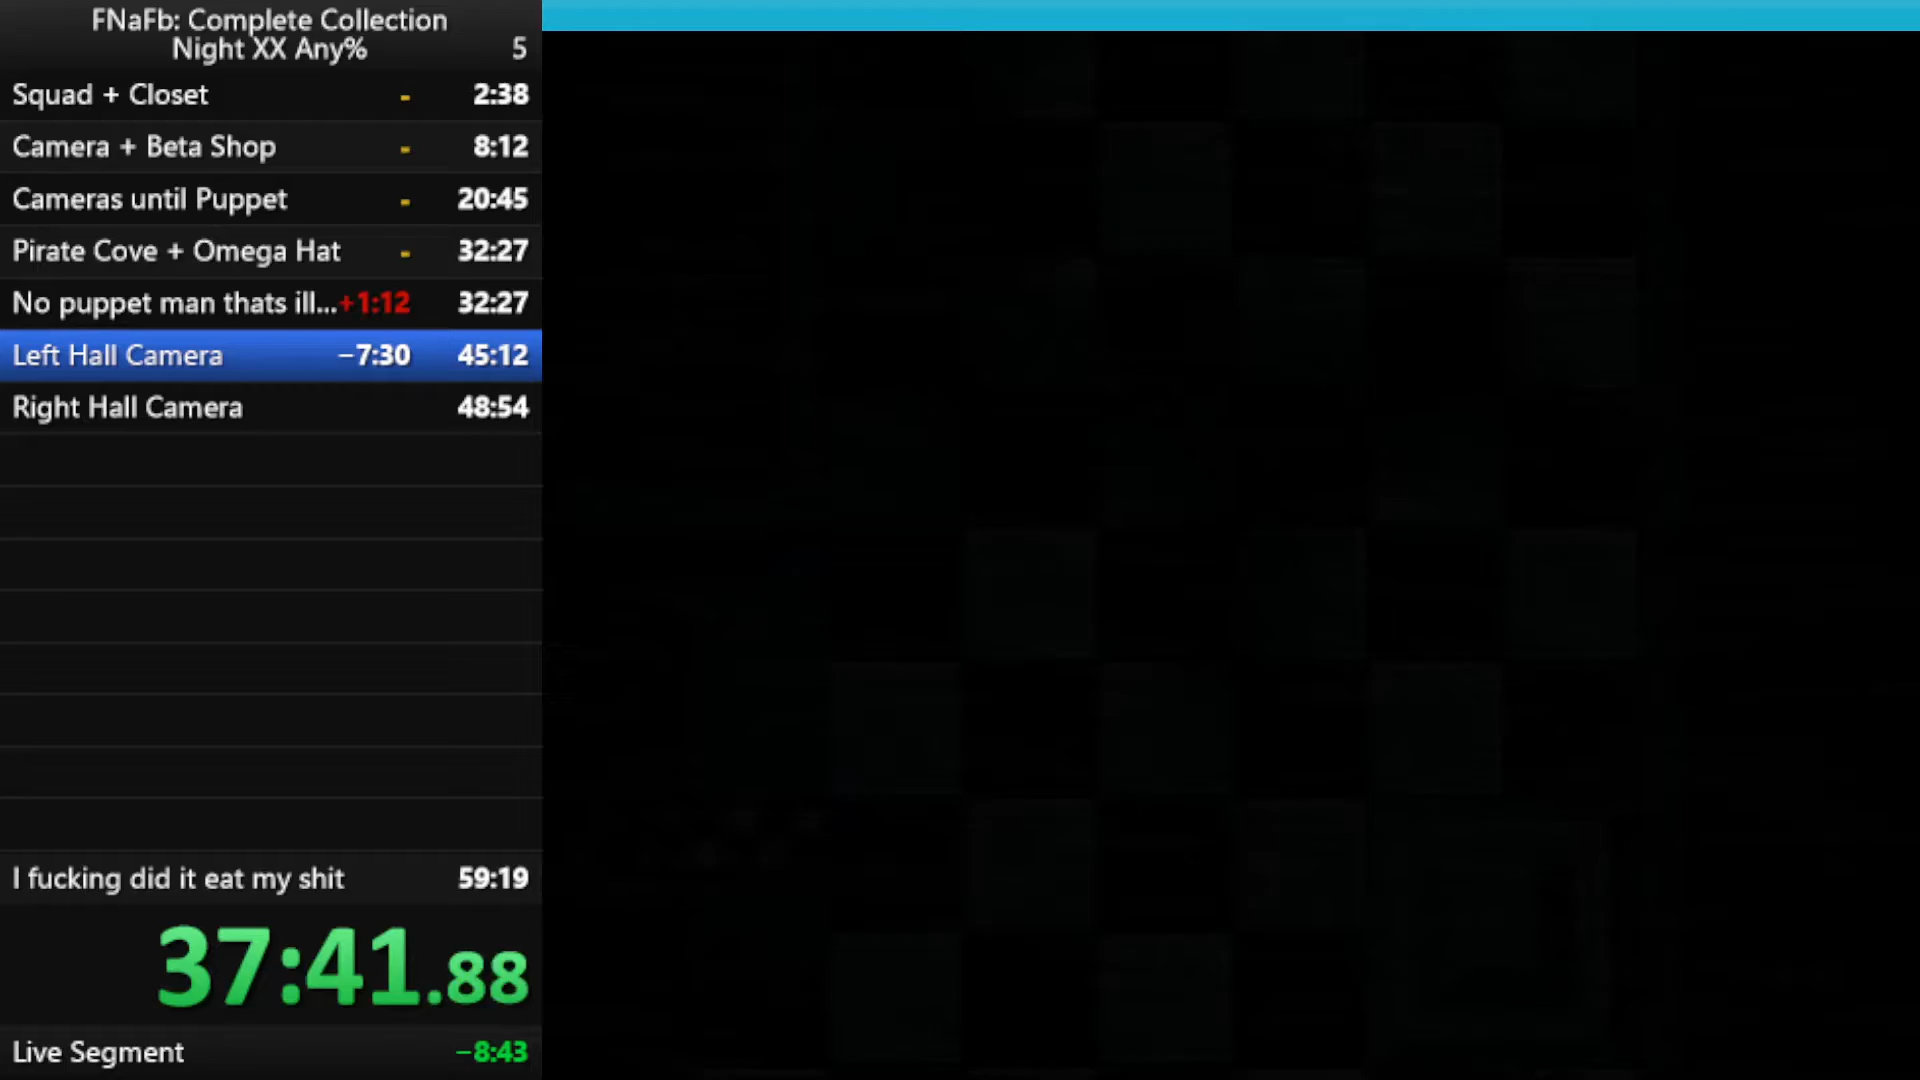 FNaFb: Complete Collection
Night XX Any% 5
Squad + Closet - 2:38
Camera + Beta Shop - 8:12
Cameras until Puppet - 20:45
Pirate Cove + Omega Hat - 32:27
No puppet man thats ill... +1:12 32:27
Left Hall Camera −7:30 45:12
Right Hall Camera 48:54
I fucking did it eat my shit 59:19
37:41.88
Live Segment −8:43